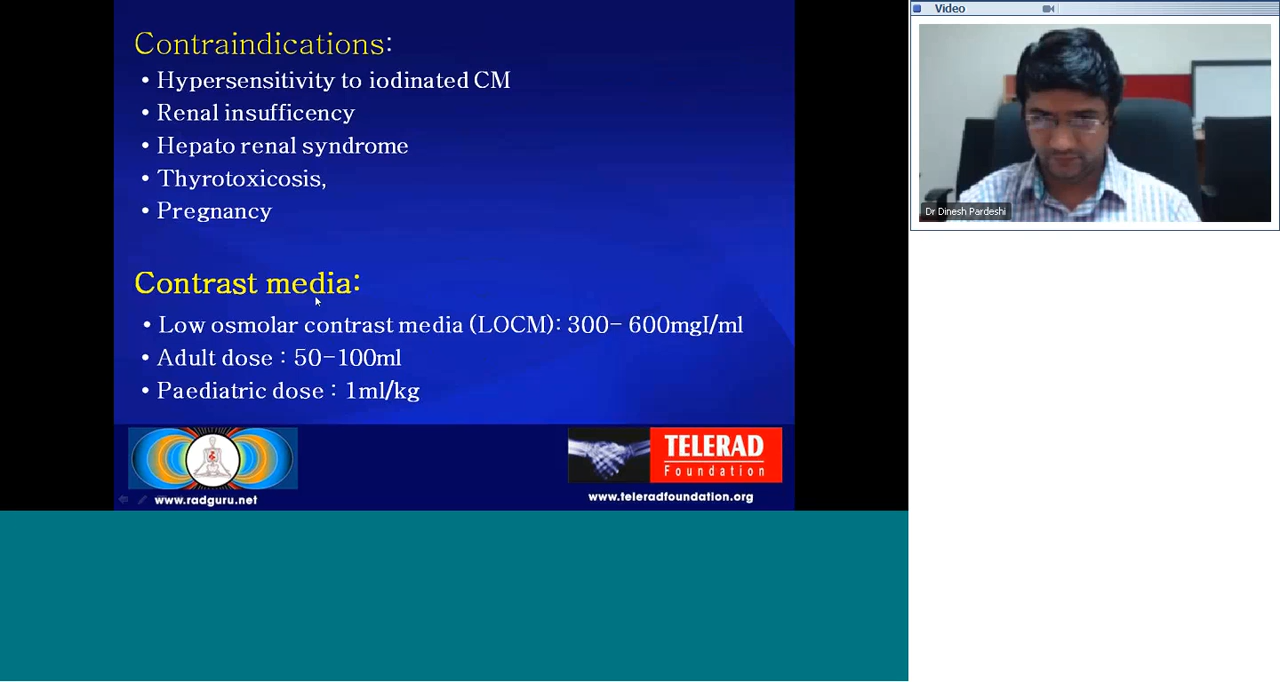 Contraindications:
• Hypersensitivity to iodinated CM
• Renal insufficency
• Hepato renal syndrome
• Thyrotoxicosis,
• Pregnancy
Contrast media:
• Low osmolar contrast media (LOCM): 300- 600mgI/ml
• Adult dose : 50-100ml
• Paediatric dose : 1ml/kg
www.radguru.net
TELERAD
Foundation
www.teleradfoundation.org
Video
Dr Dinesh Pardeshi